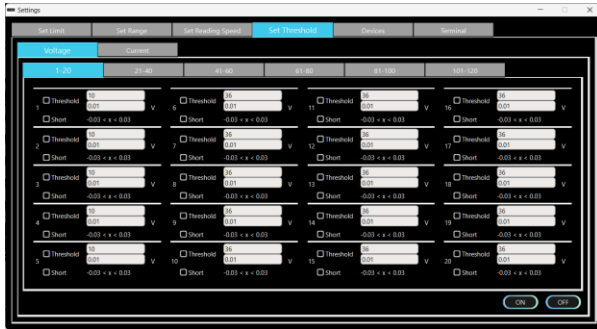 Settings
Set Limit Set Range Set Reading Speed Set Threshold Devices Terminal
Voltage Current
1-20 21-40 41-60 61-80 81-100 101-120
10 36 36 36
1 Threshold 0.01 V 6 Threshold 0.01 V 11 Threshold 0.01 V 16 Threshold 0.01 V
Short -0.03 < x < 0.03 Short -0.03 < x < 0.03 Short -0.03 < x < 0.03 Short -0.03 < x < 0.03
10 36 36 36
2 Threshold 0.01 V 7 Threshold 0.01 V 12 Threshold 0.01 V 17 Threshold 0.01 V
Short -0.03 < x < 0.03 Short -0.03 < x < 0.03 Short -0.03 < x < 0.03 Short -0.03 < x < 0.03
10 36 36 36
3 Threshold 0.01 V 8 Threshold 0.01 V 13 Threshold 0.01 V 18 Threshold 0.01 V
Short -0.03 < x < 0.03 Short -0.03 < x < 0.03 Short -0.03 < x < 0.03 Short -0.03 < x < 0.03
10 36 36 36
4 Threshold 0.01 V 9 Threshold 0.01 V 14 Threshold 0.01 V 19 Threshold 0.01 V
Short -0.03 < x < 0.03 Short -0.03 < x < 0.03 Short -0.03 < x < 0.03 Short -0.03 < x < 0.03
10 36 36 36
5 Threshold 0.01 V 10 Threshold 0.01 V 15 Threshold 0.01 V 20 Threshold 0.01 V
Short -0.03 < x < 0.03 Short -0.03 < x < 0.03 Short -0.03 < x < 0.03 Short -0.03 < x < 0.03
ON OFF